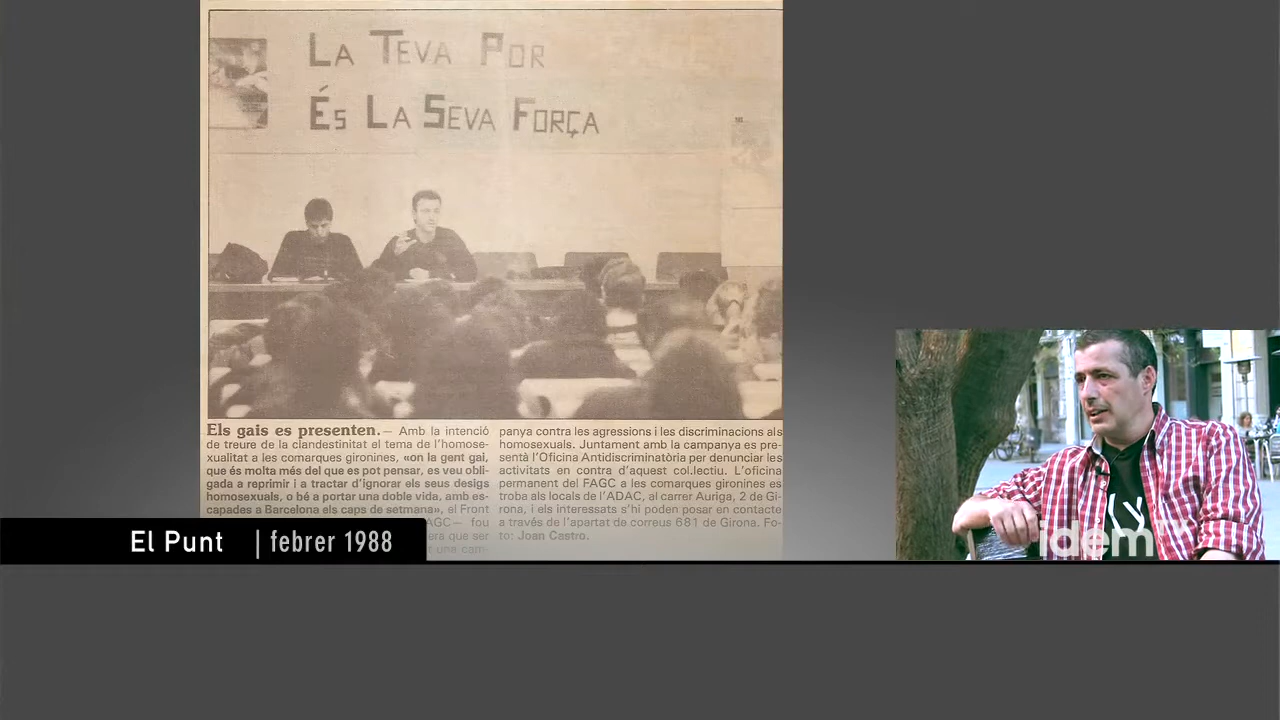 LA TEVA POR
ÉS LA SEVA FORÇA
Els gais es presenten.— Amb la intenció
de treure de la clandestinitat el tema de l'homose-
xualitat a les comarques gironines, «on la gent gai,
que és molta més del que es pot pensar, es veu obli-
gada a reprimir i a tractar d'ignorar els seus desigs
homosexuals, o bé a portar una doble vida, amb es-
capades a Barcelona els caps de setmana», el Front
AGC— fou
era que ser
t una cam-
panya contra les agressions i les discriminacions als
homosexuals. Juntament amb la campanya es pre-
sentà l'Oficina Antidiscriminatòria per denunciar les
activitats en contra d'aquest col.lectiu. L'oficina
permanent del FAGC a les comarques gironines es
troba als locals de l'ADAC, al carrer Auriga, 2 de Gi-
rona, i els interessats s'hi poden posar en contacte
a través de l'apartat de correus 681 de Girona. Fo-
to: Joan Castro.
El Punt | febrer 1988
idem